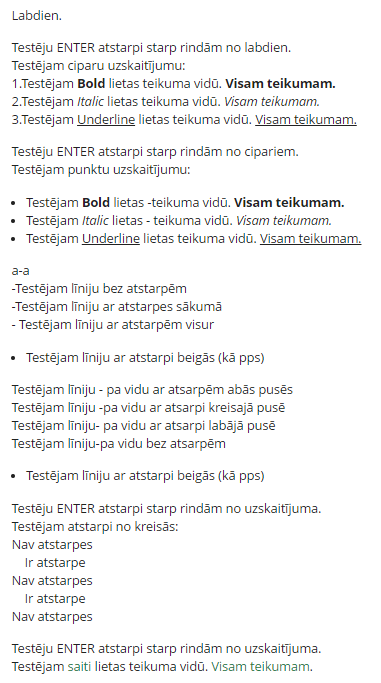 Labdien.
Testēju ENTER atstarpi starp rindām no labdien.
Testējam ciparu uzskaitījumu:
1.Testējam Bold lietas teikuma vidū. Visam teikumam.
2.Testējam Italic lietas teikuma vidū. Visam teikumam.
3.Testējam Underline lietas teikuma vidū. Visam teikumam.
Testēju ENTER atstarpi starp rindām no cipariem.
Testējam punktu uzskaitījumu:
• Testējam Bold lietas -teikuma vidū. Visam teikumam.
• Testējam Italic lietas - teikuma vidū. Visam teikumam.
• Testējam Underline lietas teikuma vidū. Visam teikumam.
a-a
-Testējam līniju bez atstarpēm
-Testējam līniju ar atstarpes sākumā
- Testējam līniju ar atstarpēm visur
• Testējam līniju ar atstarpi beigās (kā pps)
Testējam līniju - pa vidu ar atsarpēm abās pusēs
Testējam līniju -pa vidu ar atsarpi kreisajā pusē
Testējam līniju- pa vidu ar atsarpi labājā pusē
Testējam līniju-pa vidu bez atsarpēm
• Testējam līniju ar atstarpi beigās (kā pps)
Testēju ENTER atstarpi starp rindām no uzskaitījuma.
Testējam atstarpi no kreisās:
Nav atstarpes
Ir atstarpe
Nav atstarpes
Ir atstarpe
Nav atstarpes
Testēju ENTER atstarpi starp rindām no uzskaitījuma.
Testējam saiti lietas teikuma vidū. Visam teikumam.